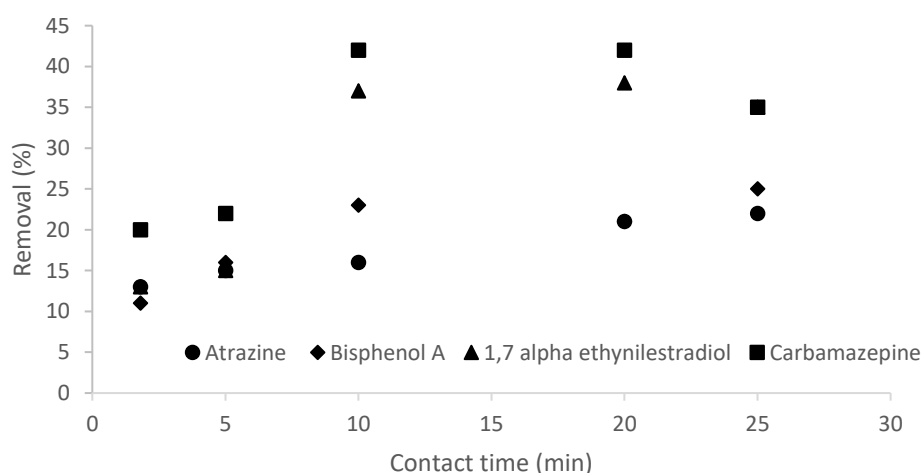 45
40
35
30
25
20
15
10
5
0
Removal (%)
Atrazine Bisphenol A 1,7 alpha ethynilestradiol Carbamazepine
0 5 10 15 20 25 30
Contact time (min)